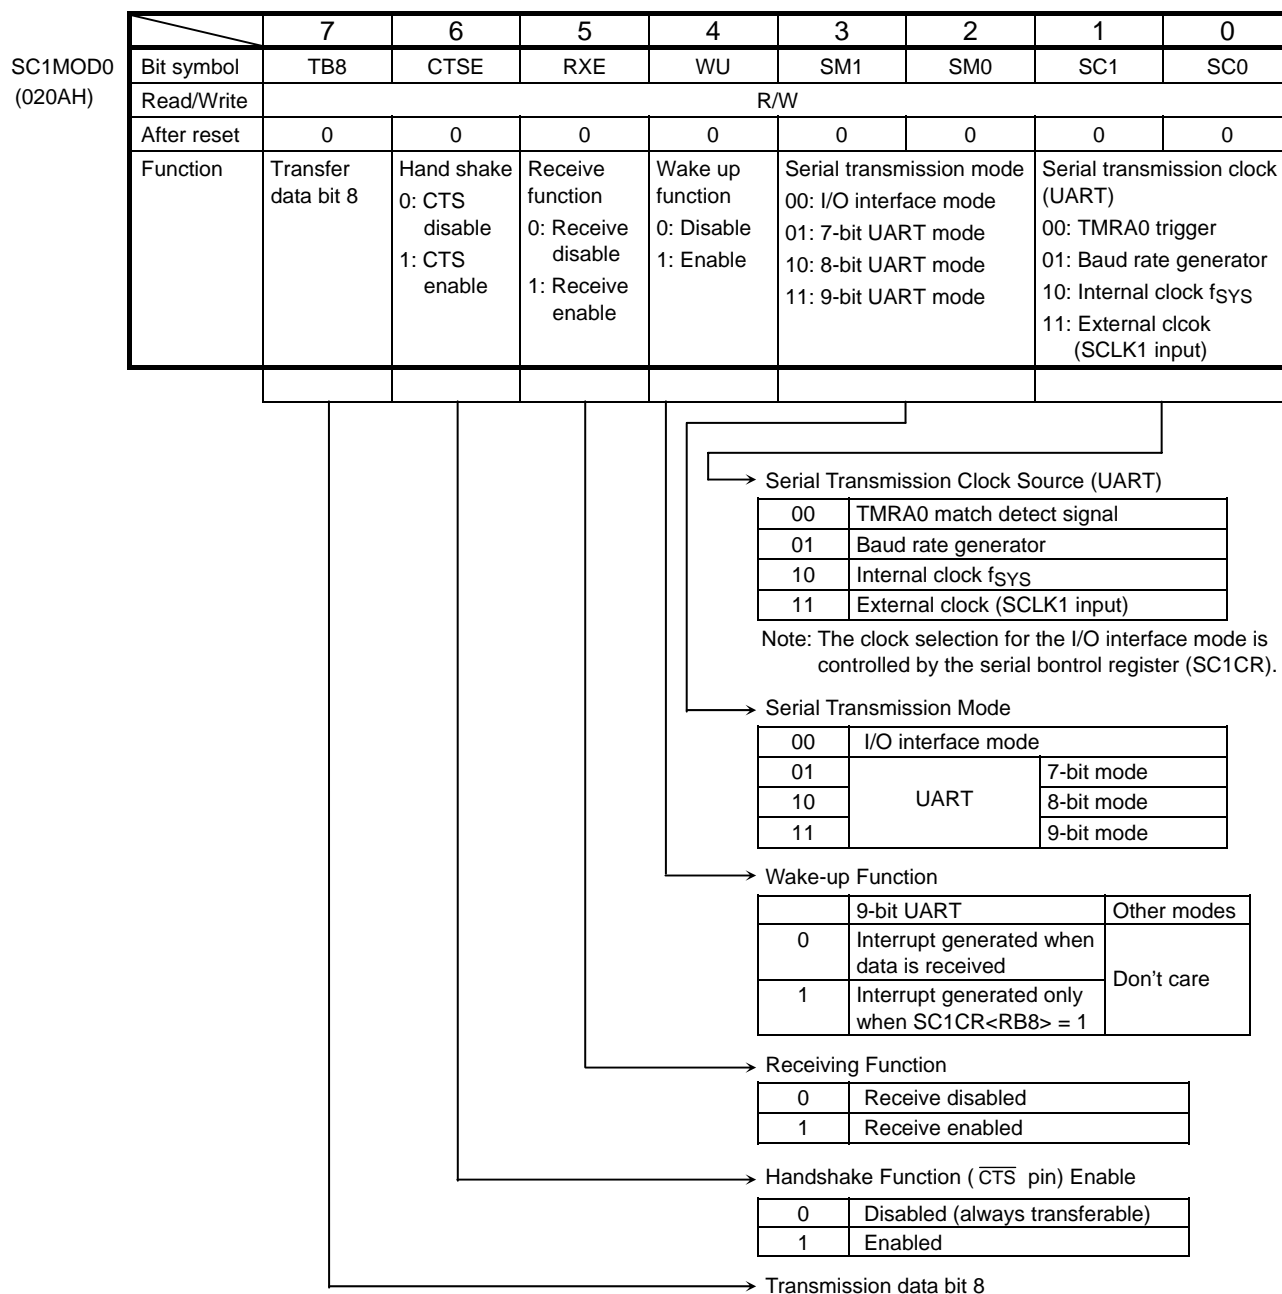 7 6 5 4 3 2 1 0
SC1MOD0 Bit symbol TB8 CTSE RXE WU SM1 SM0 SC1 SC0
(020AH) Read/Write R/W
After reset 0 0 0 0 0 0 0 0
Function
Transfer
data bit 8
Hand shake
0: CTS
disable
1: CTS
enable
Receive
function
0: Receive
disable
1: Receive
enable
Wake up
function
0: Disable
1: Enable
Serial transmission mode
00: I/O interface mode
01: 7-bit UART mode
10: 8-bit UART mode
11: 9-bit UART mode
Serial transmission clock
(UART)
00: TMRA0 trigger
01: Baud rate generator
10: Internal clock fSYS
11: External clcok
(SCLK1 input)
Serial Transmission Clock Source (UART)
00 TMRA0 match detect signal
01 Baud rate generator
10 Internal clock fSYS
11 External clock (SCLK1 input)
Note: The clock selection for the I/O interface mode is
controlled by the serial bontrol register (SC1CR).
Serial Transmission Mode
00 I/O interface mode
01 UART 7-bit mode
10 8-bit mode
11 9-bit mode
Wake-up Function
9-bit UART Other modes
0 Interrupt generated when
data is received
Don't care
1 Interrupt generated only
when SC1CR<RB8> = 1
Receiving Function
0 Receive disabled
1 Receive enabled
Handshake Function ( C̅T̅S̅ pin) Enable
0 Disabled (always transferable)
1 Enabled
Transmission data bit 8